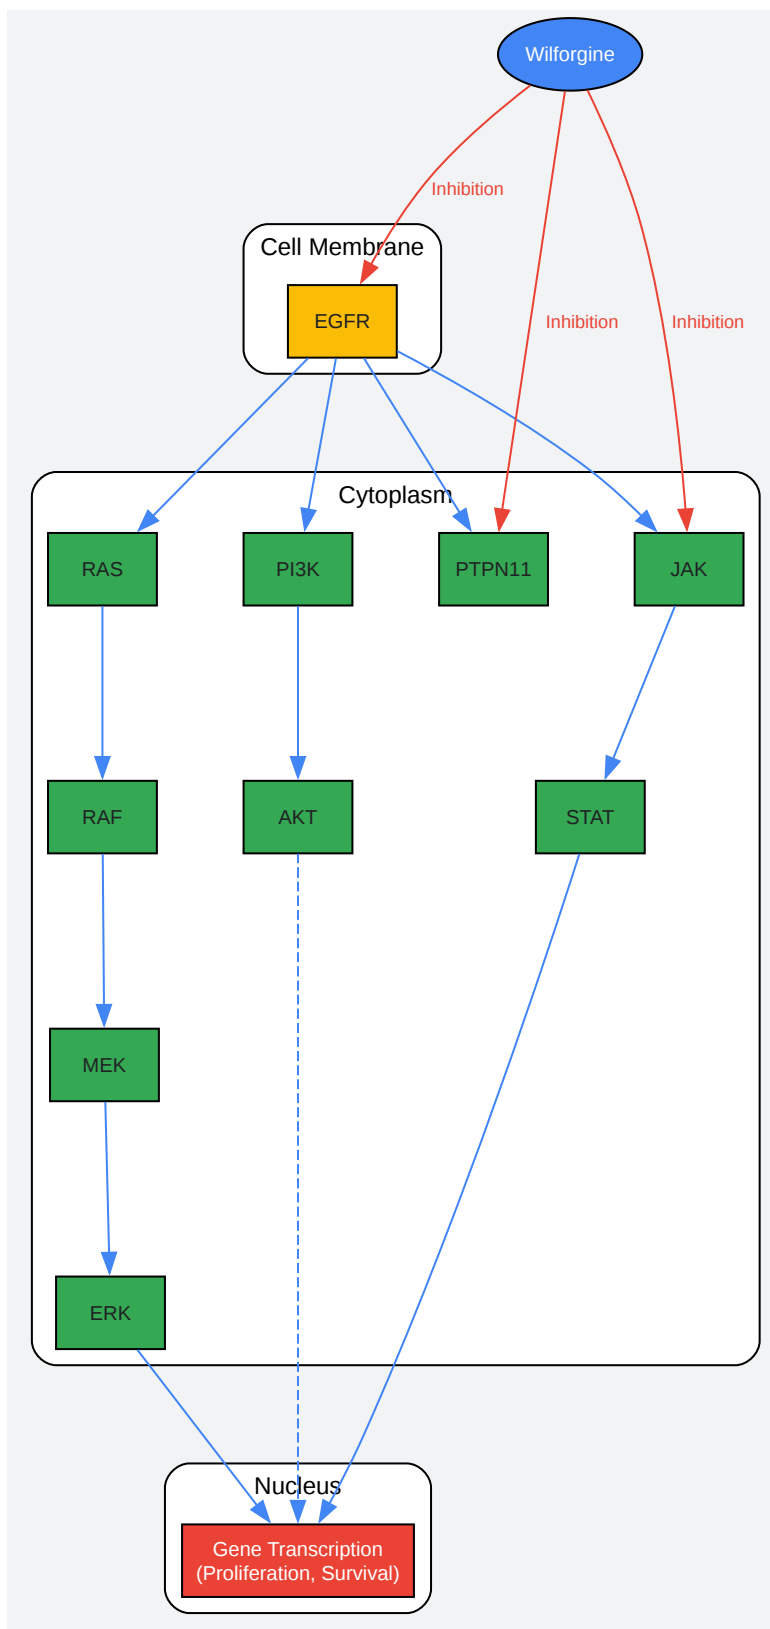 Wilforgine
Inhibition
Cell Membrane
EGFR
Inhibition
Inhibition
Cytoplasm
RAS
PI3K
PTPN11
JAK
RAF
AKT
STAT
MEK
ERK
Nucleus
Gene Transcription
(Proliferation, Survival)